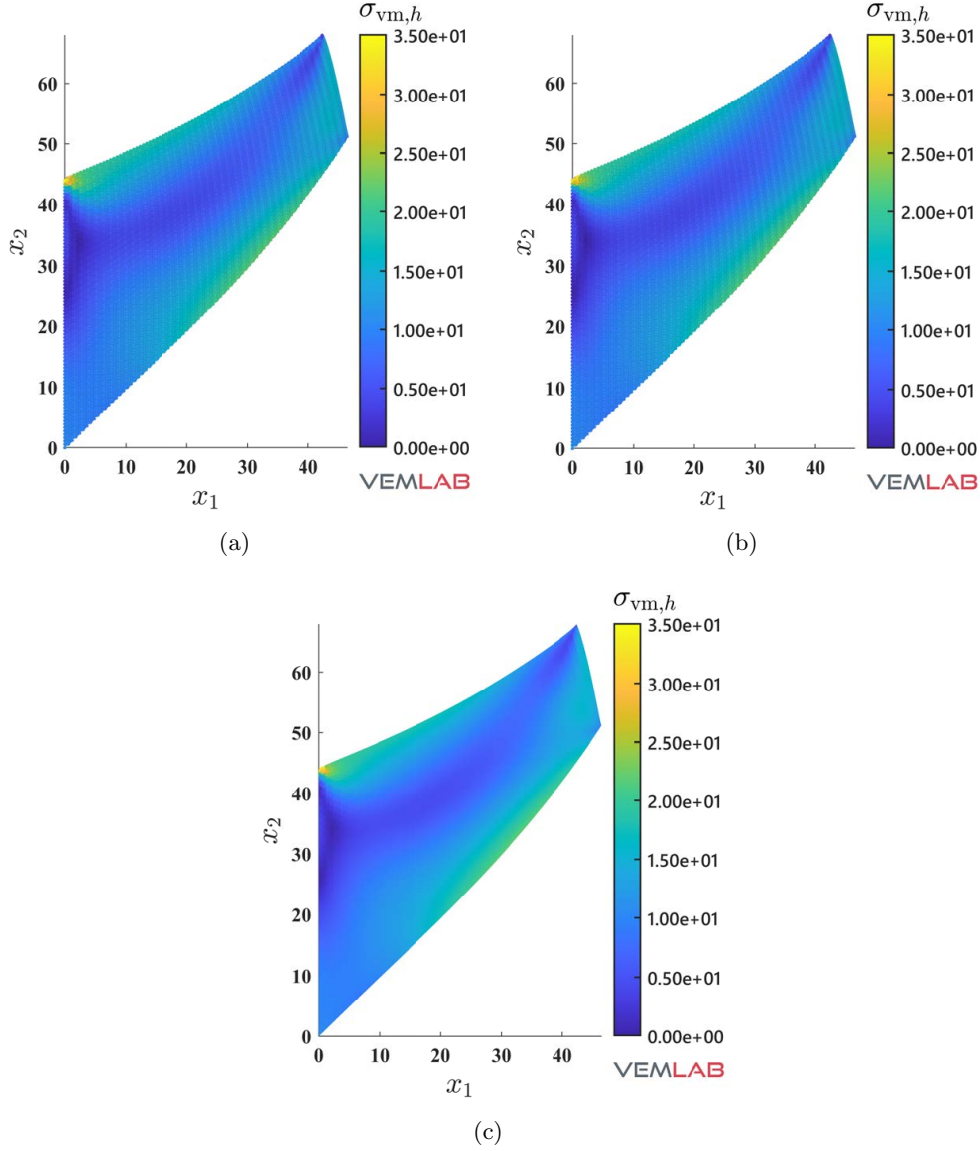 σvm,h
3.50e+01
3.00e+01
2.50e+01
2.00e+01
1.50e+01
1.00e+01
0.50e+01
0.00e+00
60
50
40
30
20
10
0
x2
0 10 20 30 40
x1
VEMLAB
(a)
σvm,h
3.50e+01
3.00e+01
2.50e+01
2.00e+01
1.50e+01
1.00e+01
0.50e+01
0.00e+00
60
50
40
30
20
10
0
x2
0 10 20 30 40
x1
VEMLAB
(b)
σvm,h
3.50e+01
3.00e+01
2.50e+01
2.00e+01
1.50e+01
1.00e+01
0.50e+01
0.00e+00
60
50
40
30
20
10
0
x2
0 10 20 30 40
x1
VEMLAB
(c)